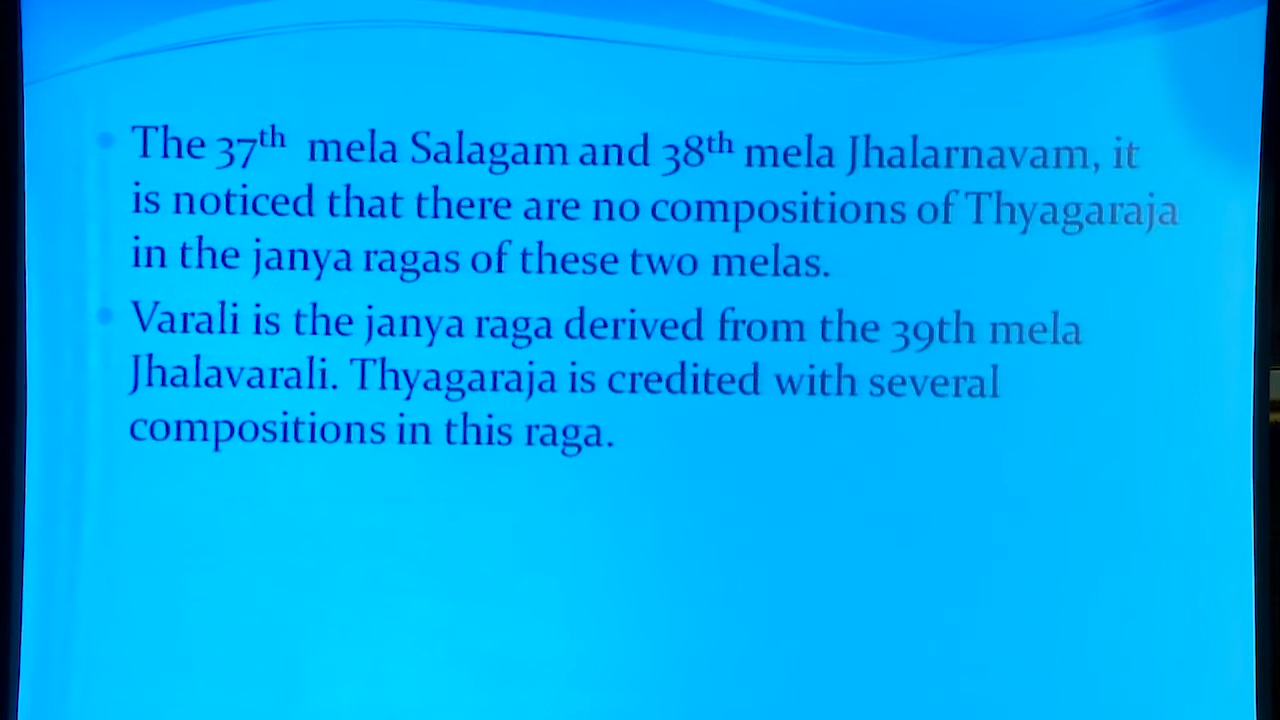 The 37th mela Salagam and 38th mela Jhalarnavam, it
is noticed that there are no compositions of Thyagaraja
in the janya ragas of these two melas.
Varali is the janya raga derived from the 39th mela
Jhalavarali. Thyagaraja is credited with several
compositions in this raga.